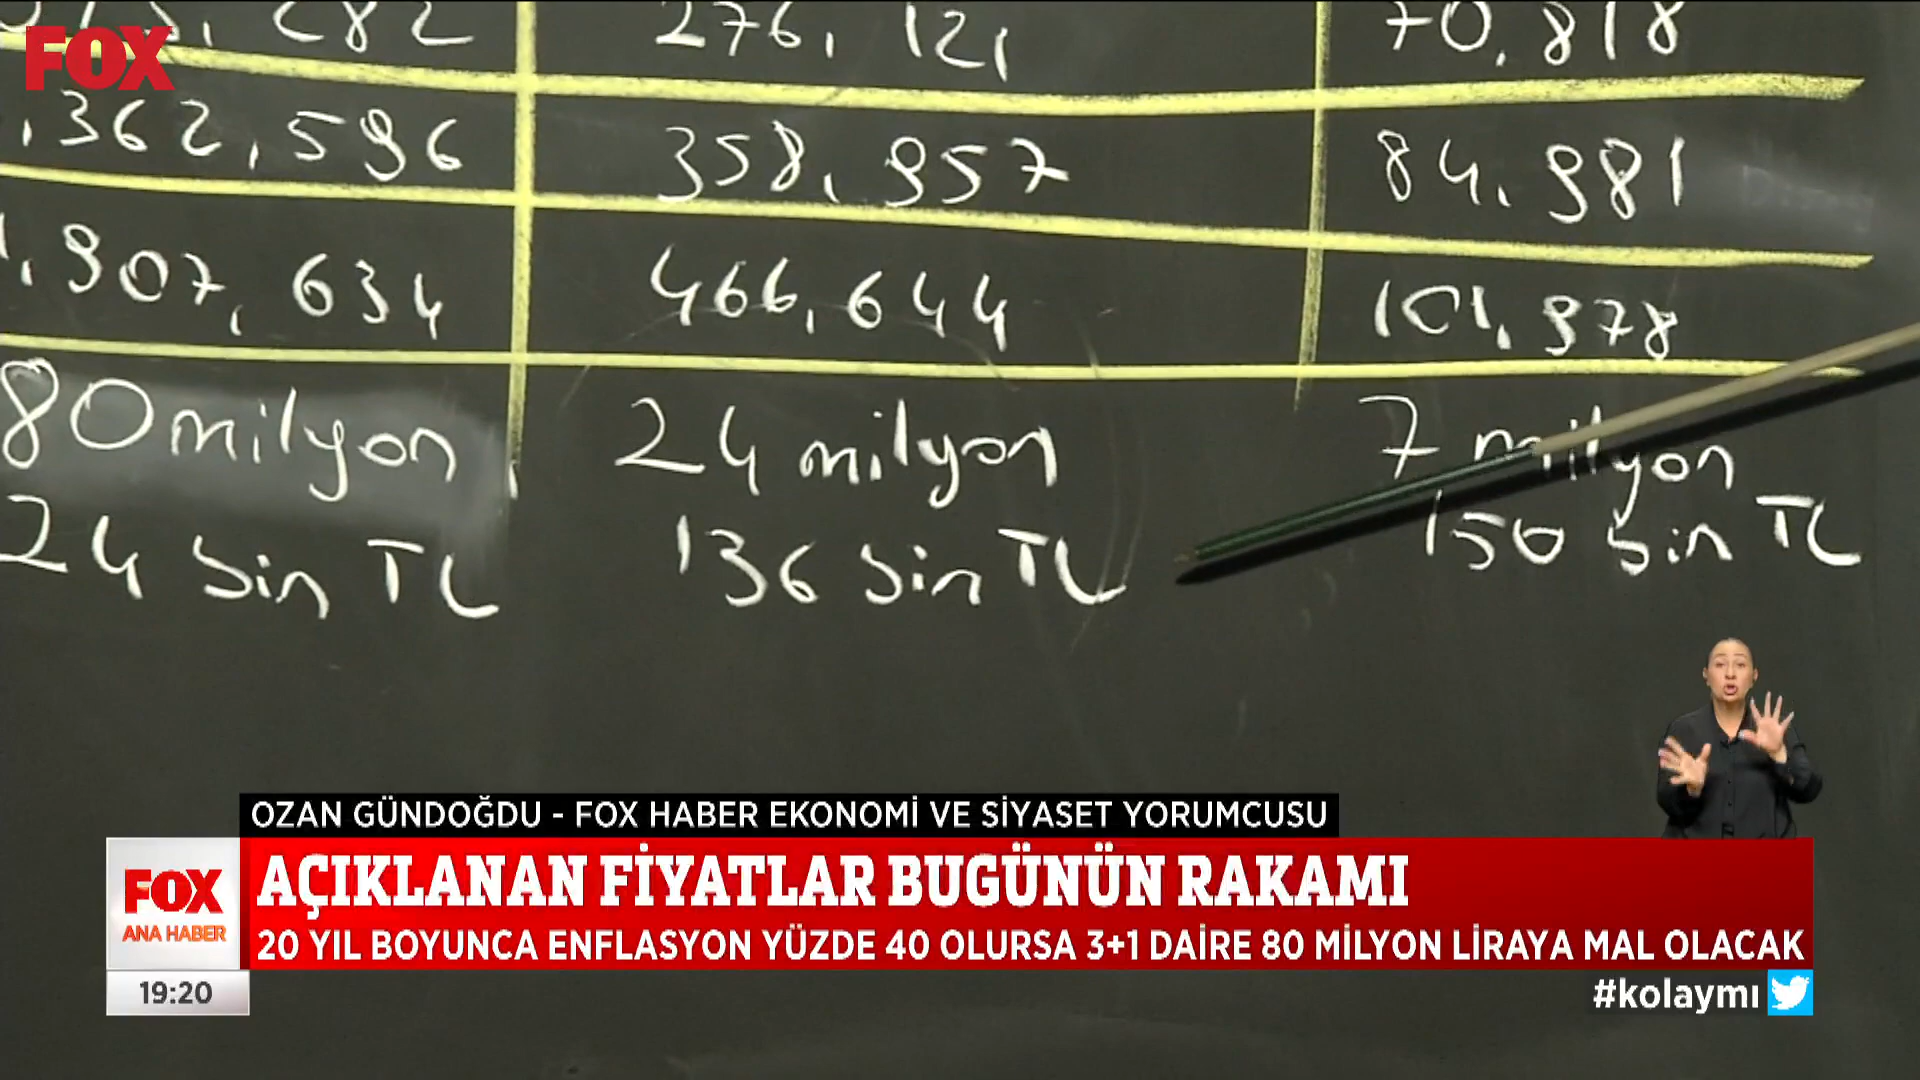 FOX
282 276,121 70,818
,362,596 358,957 84,981
,907,634 466,644 101,978
80 milyon 24 milyon 7 milyon
24 bin TL 136 bin TL 150 bin TL
OZAN GÜNDOĞDU - FOX HABER EKONOMİ VE SİYASET YORUMCUSU
FOX
ANA HABER
AÇIKLANAN FİYATLAR BUGÜNÜN RAKAMI
20 YIL BOYUNCA ENFLASYON YÜZDE 40 OLURSA 3+1 DAİRE 80 MİLYON LİRAYA MAL OLACAK
19:20
#kolaymı